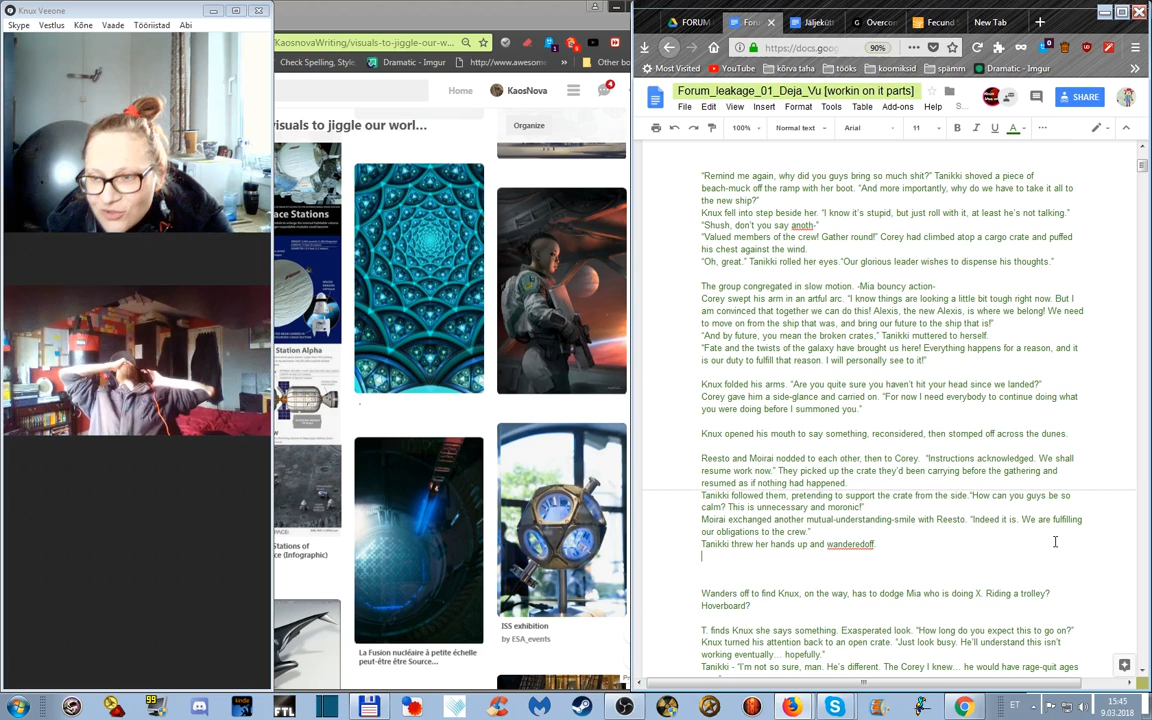 Knux Veeone
Skype Vestlus Kõne Vaade Tööriistad Abi
KaosnovaWriting/visuals-to-jiggle-our-w...
Check Spelling, Style, Dramatic - Imgur http://www.awesome Other bo
Home KaosNova
visuals to jiggle our worl...
Organize
ace Stations
Station Alpha
Stations of
e (Infographic)
La Fusion nucléaire à petite échelle
peut-être être Source...
ISS exhibition
by ESA_events
FORUM Foru Jäljekütt Overcon Fecund S New Tab
https://docs.goog 90%
Most Visited YouTube kõrva taha tööks koomiksid spämm Dramatic - Imgur
Forum_leakage_01_Deja_Vu [workin on it parts]
File Edit View Insert Format Tools Table Add-ons Help S...
SHARE
100% Normal text Arial 11 B I U A
“Remind me again, why did you guys bring so much shit?” Tanikki shoved a piece of
beach-muck off the ramp with her boot. “And more importantly, why do we have to take it all to
the new ship?”
Knux fell into step beside her. “I know it’s stupid, but just roll with it, at least he’s not talking.”
“Shush, don’t you say anoth-”
“Valued members of the crew! Gather round!” Corey had climbed atop a cargo crate and puffed
his chest against the wind.
“Oh, great.” Tanikki rolled her eyes.“Our glorious leader wishes to dispense his thoughts.”
The group congregated in slow motion. -Mia bouncy action-
Corey swept his arm in an artful arc. “I know things are looking a little bit tough right now. But I
am convinced that together we can do this! Alexis, the new Alexis, is where we belong! We need
to move on from the ship that was, and bring our future to the ship that is!”
“And by future, you mean the broken crates,” Tanikki muttered to herself.
“Fate and the twists of the galaxy have brought us here! Everything happens for a reason, and it
is our duty to fulfill that reason. I will personally see to it!”
Knux folded his arms. “Are you quite sure you haven’t hit your head since we landed?”
Corey gave him a side-glance and carried on. “For now I need everybody to continue doing what
you were doing before I summoned you.”
Knux opened his mouth to say something, reconsidered, then stomped off across the dunes.
Reesto and Moirai nodded to each other, then to Corey. “Instructions acknowledged. We shall
resume work now.” They picked up the crate they’d been carrying before the gathering and
resumed as if nothing had happened.
Tanikki followed them, pretending to support the crate from the side.“How can you guys be so
calm? This is unnecessary and moronic!”
Moirai exchanged another mutual-understanding-smile with Reesto. “Indeed it is. We are fulfilling
our obligations to the crew.”
Tanikki threw her hands up and wanderedoff.
Wanders off to find Knux, on the way, has to dodge Mia who is doing X. Riding a trolley?
Hoverboard?
T. finds Knux she says something. Exasperated look. “How long do you expect this to go on?”
Knux turned his attention back to an open crate. “Just look busy. He’ll understand this isn’t
working eventually… hopefully.”
Tanikki - “I’m not so sure, man. He’s different. The Corey I knew… he would have rage-quit ages
99 kindle FTL ET 15:45
9.03.2018